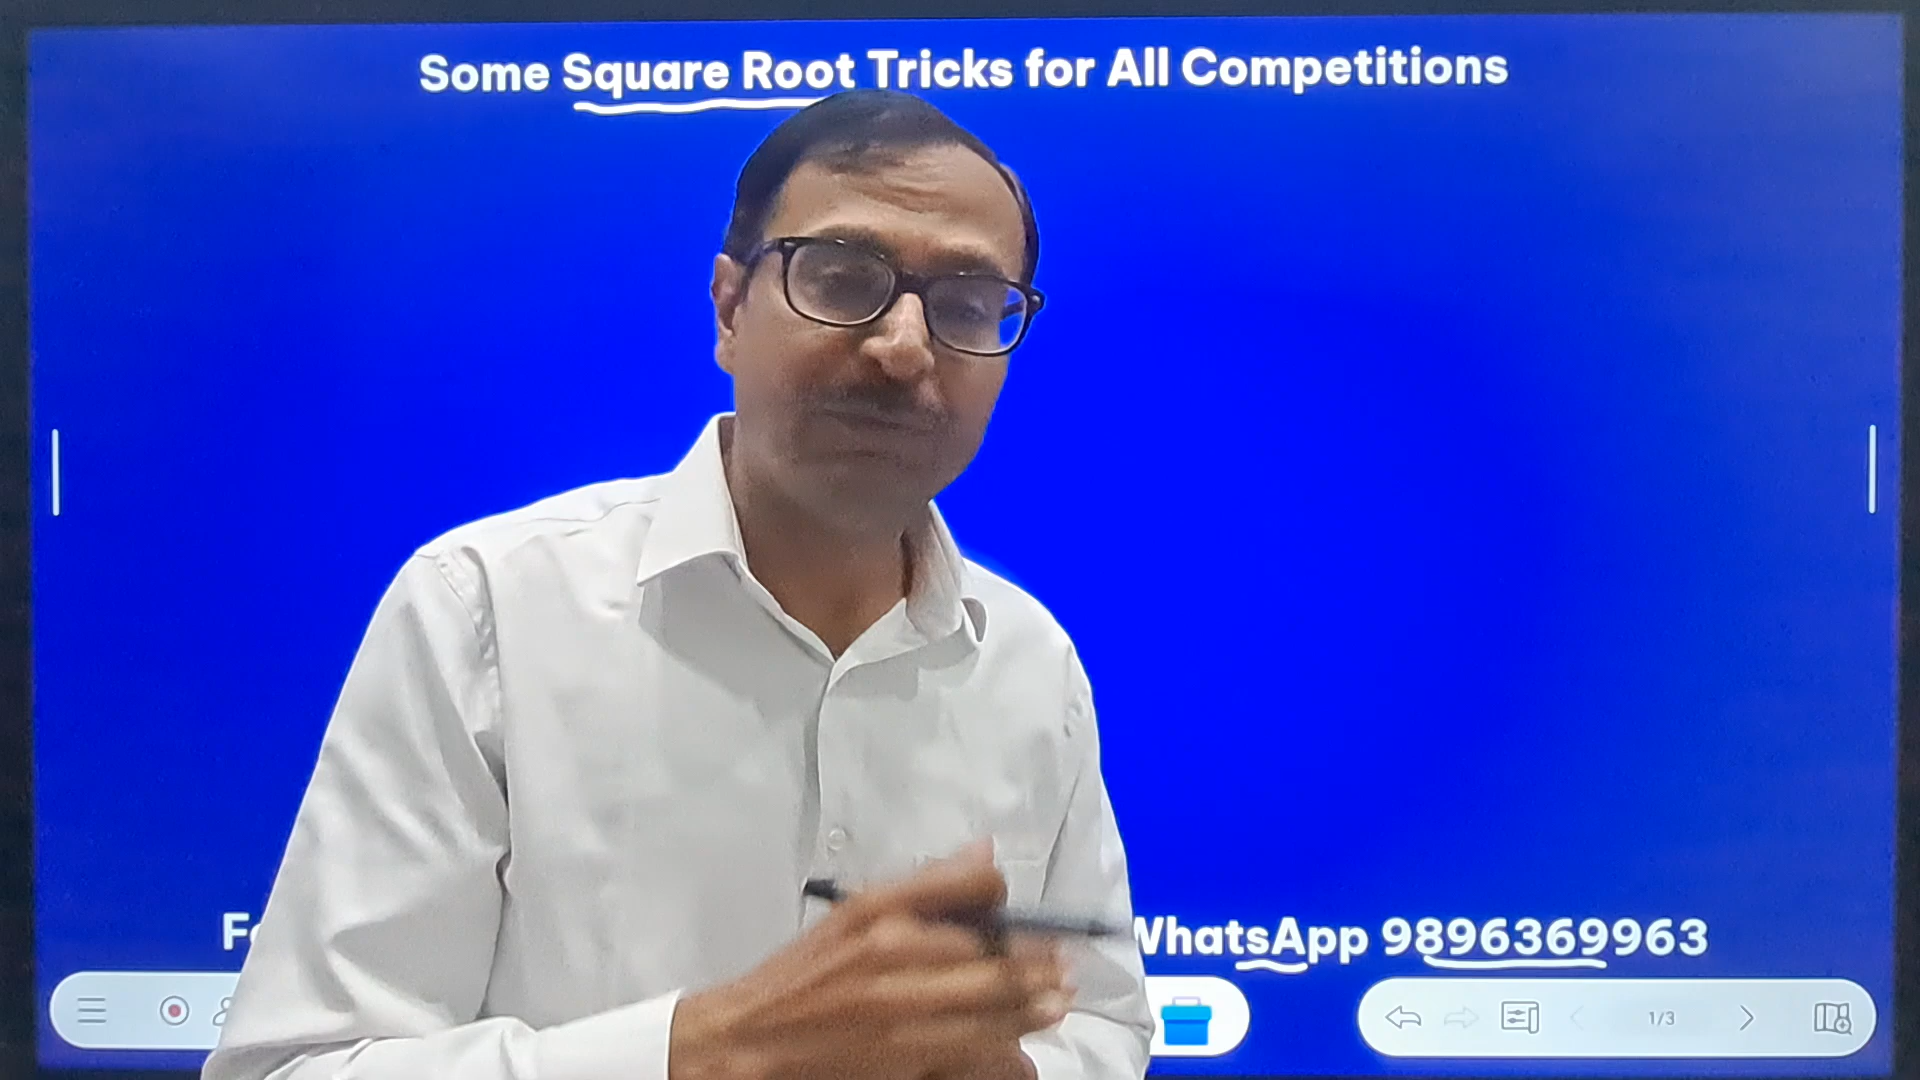 Some Square Root Tricks for All Competitions
WhatsApp 9896369963
1/3